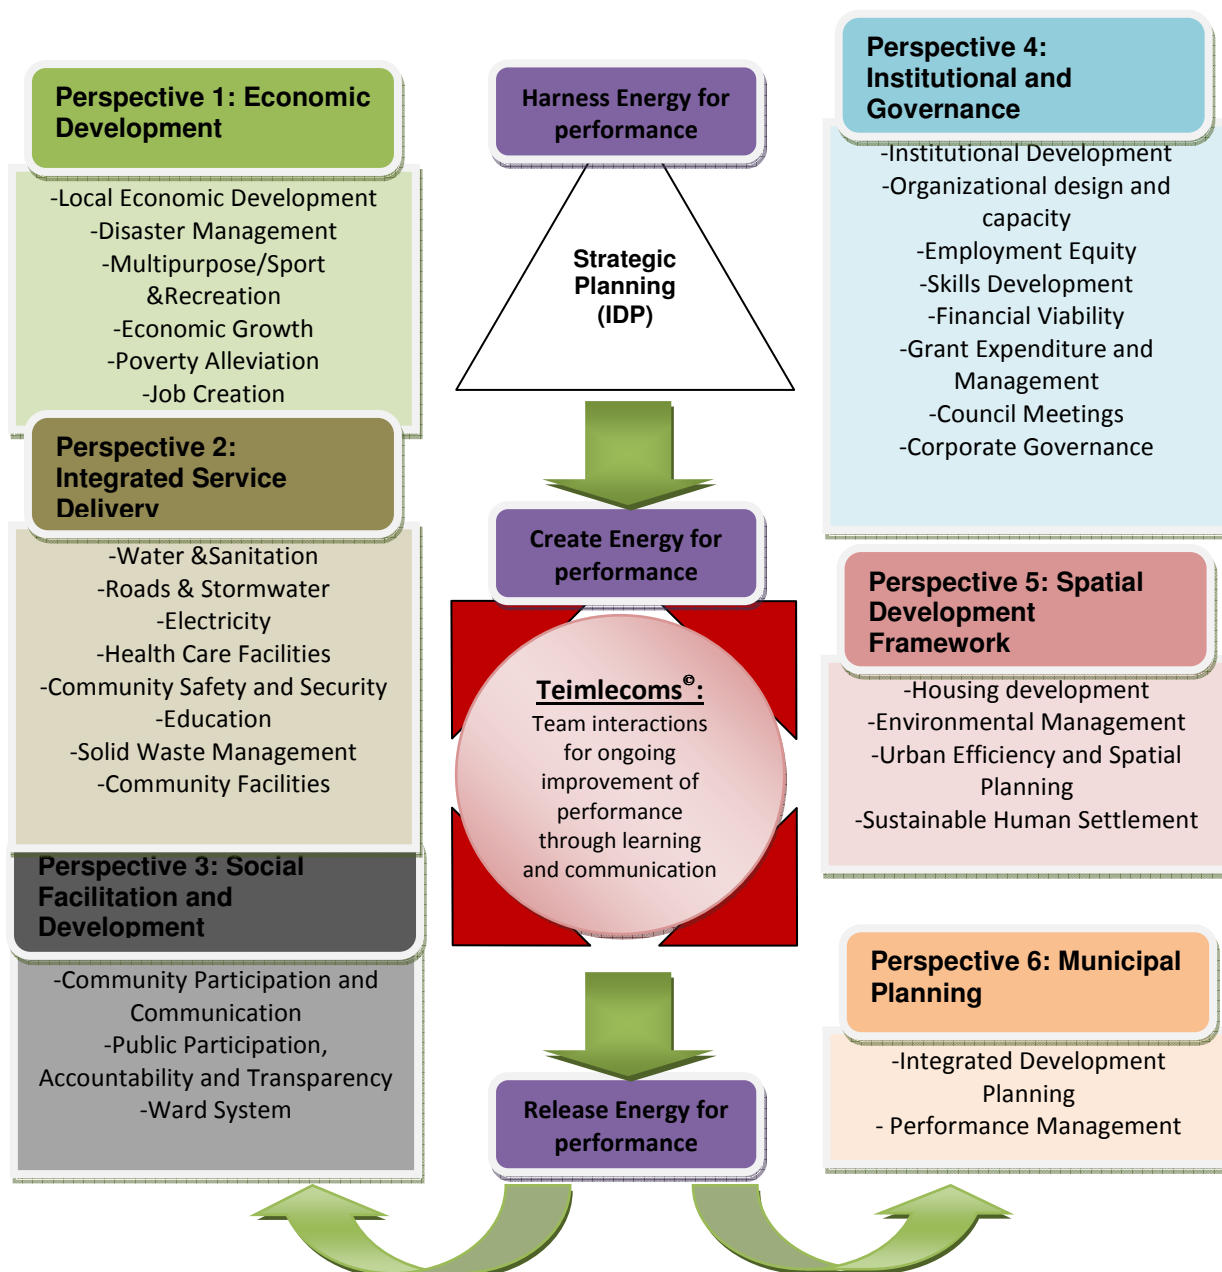 Perspective 1: Economic
Development
-Local Economic Development
-Disaster Management
-Multipurpose/Sport
&Recreation
-Economic Growth
-Poverty Alleviation
-Job Creation
Perspective 2:
Integrated Service
Delivery
-Water &Sanitation
-Roads & Stormwater
-Electricity
-Health Care Facilities
-Community Safety and Security
-Education
-Solid Waste Management
-Community Facilities
Perspective 3: Social
Facilitation and
Development
-Community Participation and
Communication
-Public Participation,
Accountability and Transparency
-Ward System
Harness Energy for
performance
Strategic
Planning
(IDP)
Create Energy for
performance
Teimlecoms©:
Team interactions
for ongoing
improvement of
performance
through learning
and communication
Release Energy for
performance
Perspective 4:
Institutional and
Governance
-Institutional Development
-Organizational design and
capacity
-Employment Equity
-Skills Development
-Financial Viability
-Grant Expenditure and
Management
-Council Meetings
-Corporate Governance
Perspective 5: Spatial
Development
Framework
-Housing development
-Environmental Management
-Urban Efficiency and Spatial
Planning
-Sustainable Human Settlement
Perspective 6: Municipal
Planning
-Integrated Development
Planning
- Performance Management